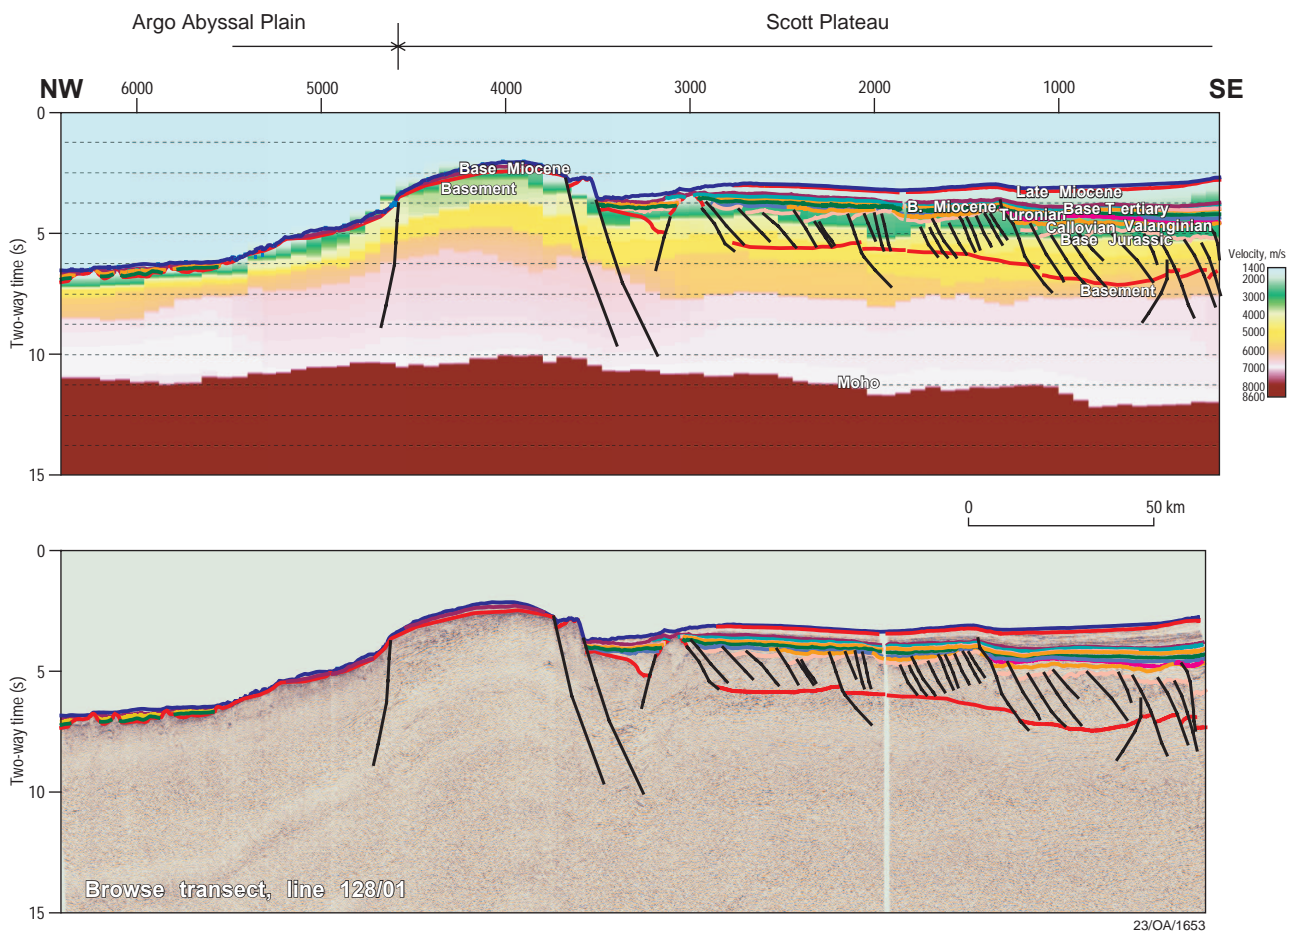 Argo Abyssal Plain Scott Plateau
NW 6000 5000 4000 3000 2000 1000 SE
0
5
10
15
Two-way time (s)
Base Miocene
Basement
Late Miocene
B. Miocene
Base Tertiary
Turonian
Callovian Valanginian
Base Jurassic
Basement
Moho
Velocity, m/s
1400
2000
3000
4000
5000
6000
7000
8000
8600
0 50 km
0
5
10
15
Two-way time (s)
Browse transect, line 128/01
23/OA/1653